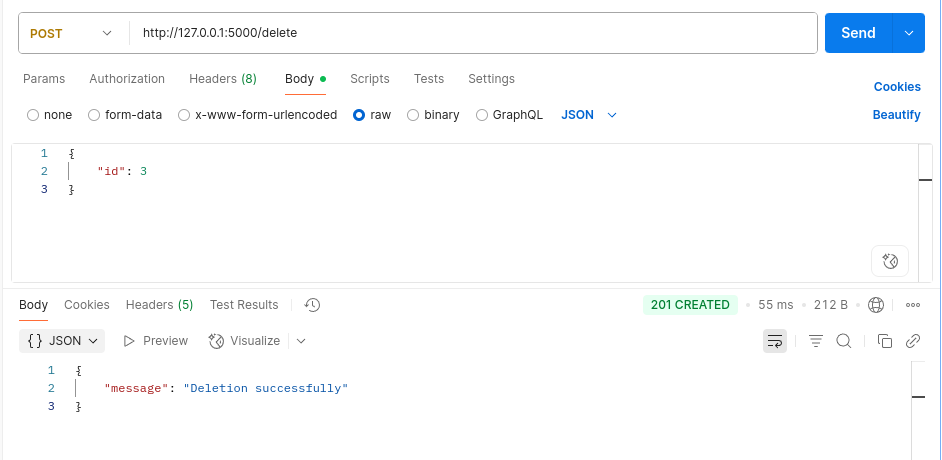 POST http://127.0.0.1:5000/delete Send
Params Authorization Headers (8) Body Scripts Tests Settings Cookies
none form-data x-www-form-urlencoded raw binary GraphQL JSON Beautify
1 {
2 "id": 3
3 }
Body Cookies Headers (5) Test Results 201 CREATED 55 ms 212 B
{} JSON Preview Visualize
1 {
2 "message": "Deletion successfully"
3 }